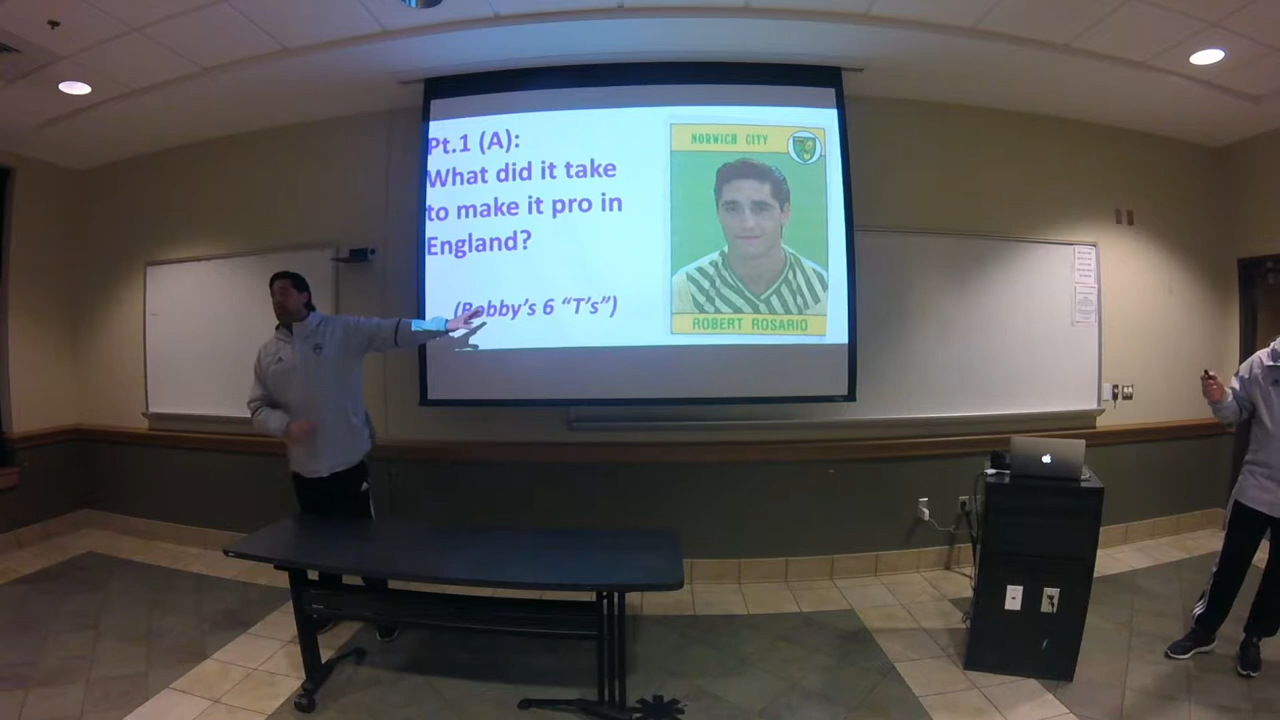 Pt.1 (A):
What did it take
to make it pro in
England?
(Bobby's 6 "T's")
NORWICH CITY
ROBERT ROSARIO